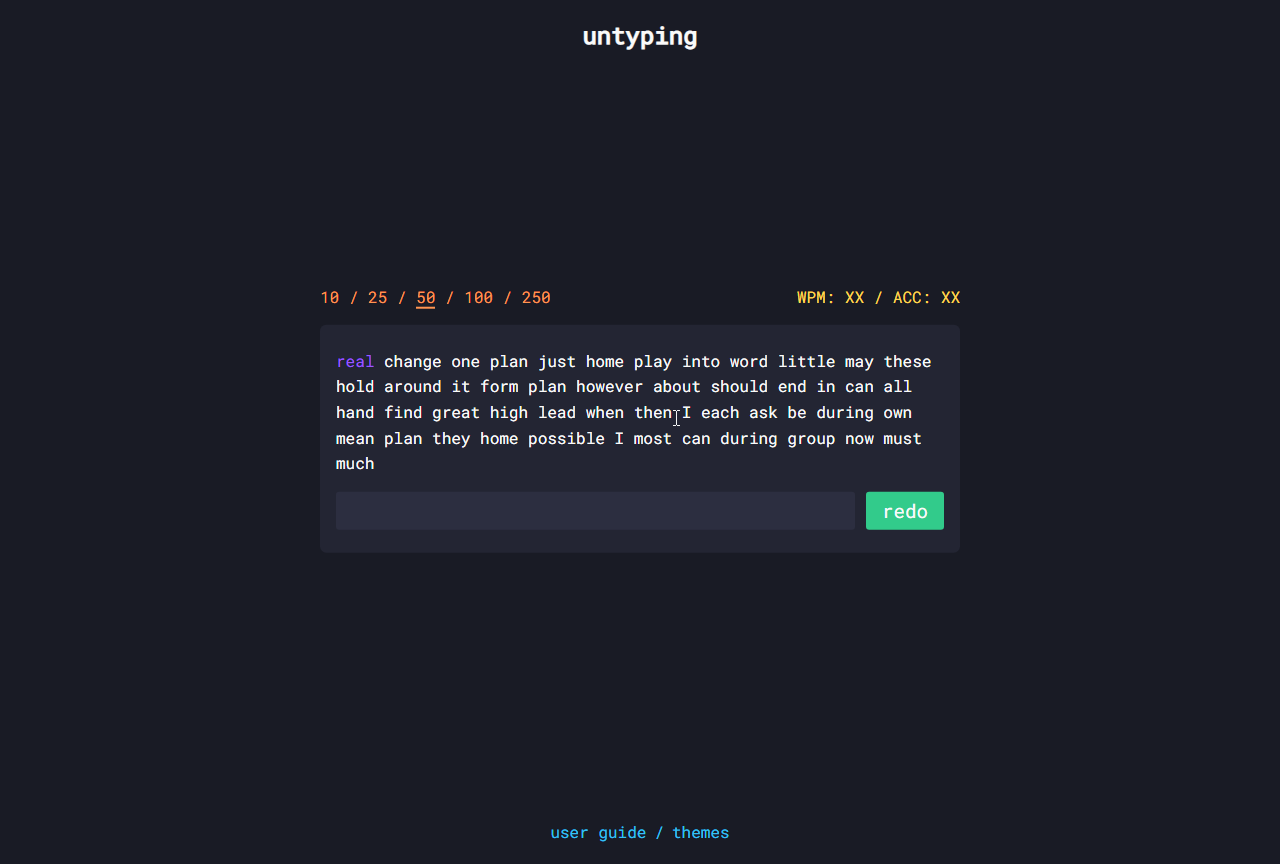 untyping
10 / 25 / 50 / 100 / 250 WPM: XX / ACC: XX
real change one plan just home play into word little may these
hold around it form plan however about should end in can all
hand find great high lead when then I each ask be during own
mean plan they home possible I most can during group now must
much
redo
user guide / themes